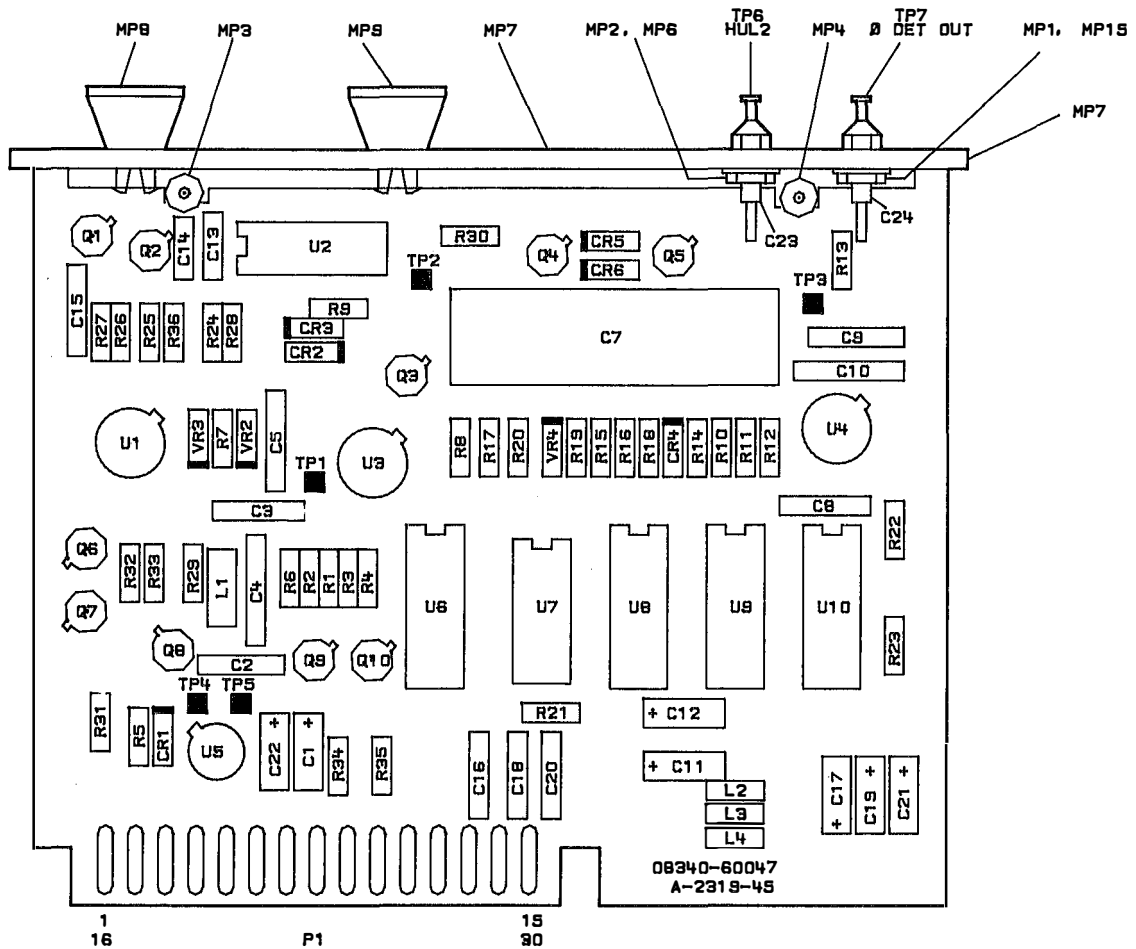 MP8
MP3
MP9
MP7
MP2, MP6
TP6
HUL2
MP4
TP7
Ø DET OUT
MP1, MP15
MP7
C23
C24
Q1
Q2
C14
C13
U2
R30
Q4
CR5
CR6
Q5
R13
TP2
TP3
C15
R27
R26
R25
R36
R24
R28
R9
CR3
CR2
C7
C9
C10
Q3
U1
VR3
R7
VR2
C5
TP1
U3
R8
R17
R20
VR4
R19
R15
R16
R18
CR4
R14
R10
R11
R12
U4
C3
C8
R22
Q6
R32
R33
R29
L1
C4
R6
R2
R1
R3
R4
U6
U7
U8
U9
U10
Q7
Q8
C2
Q9
Q10
R23
TP4
TP5
R31
R5
CR1
U5
C22 +
C1 +
R34
R35
R21
+ C12
C16
C18
C20
+ C11
L2
L3
L4
+ C17
C19 +
C21 +
08340-60047
A-2319-45
1
16
P1
15
30